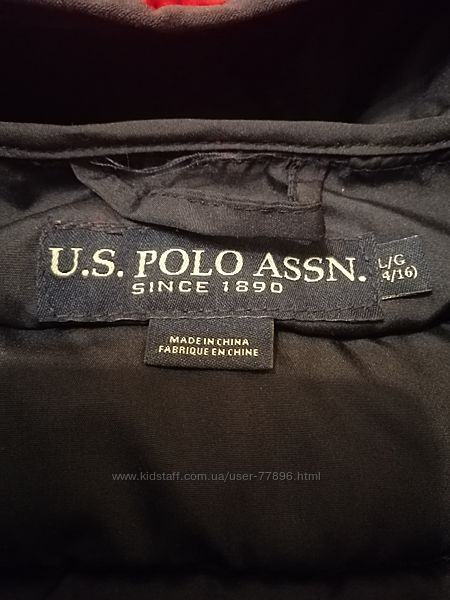 U.S. POLO ASSN.
SINCE 1890
L/G
4/16)
MADE IN CHINA
FABRIQUE EN CHINE
www.kidstaff.com.ua/user-77896.html